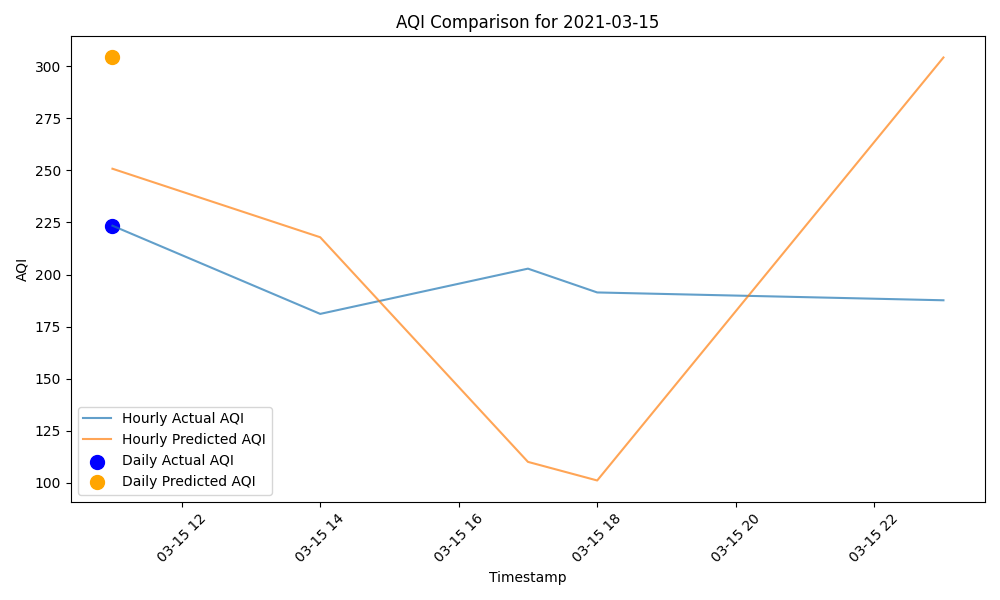 AQI Comparison for 2021-03-15
AQI
300
275
250
225
200
175
150
125
100
Hourly Actual AQI
Hourly Predicted AQI
Daily Actual AQI
Daily Predicted AQI
03-15 12
03-15 14
03-15 16
03-15 18
03-15 20
03-15 22
Timestamp